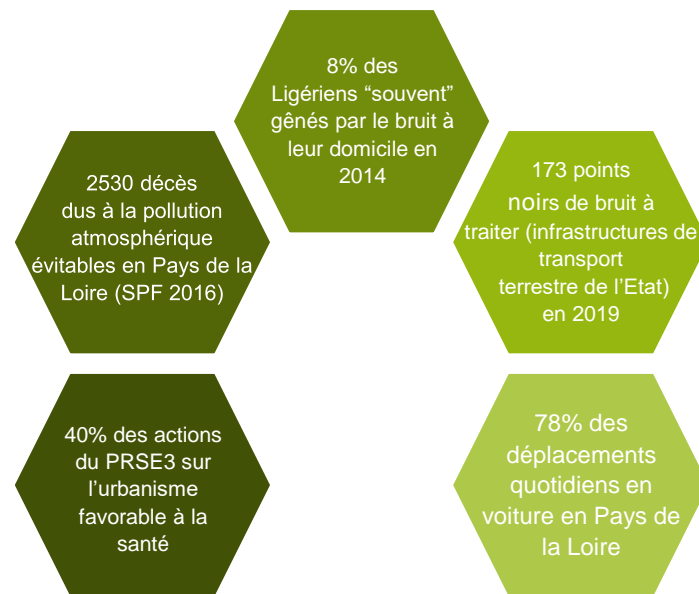 8% des
Ligériens “souvent”
gênés par le bruit à
leur domicile en
2014
2530 décès
dus à la pollution
atmosphérique
évitables en Pays de la
Loire (SPF 2016)
173 points
noirs de bruit à
traiter (infrastructures de
transport
terrestre de l’Etat)
en 2019
40% des actions
du PRSE3 sur
l’urbanisme
favorable à la
santé
78% des
déplacements
quotidiens en
voiture en Pays de
la Loire